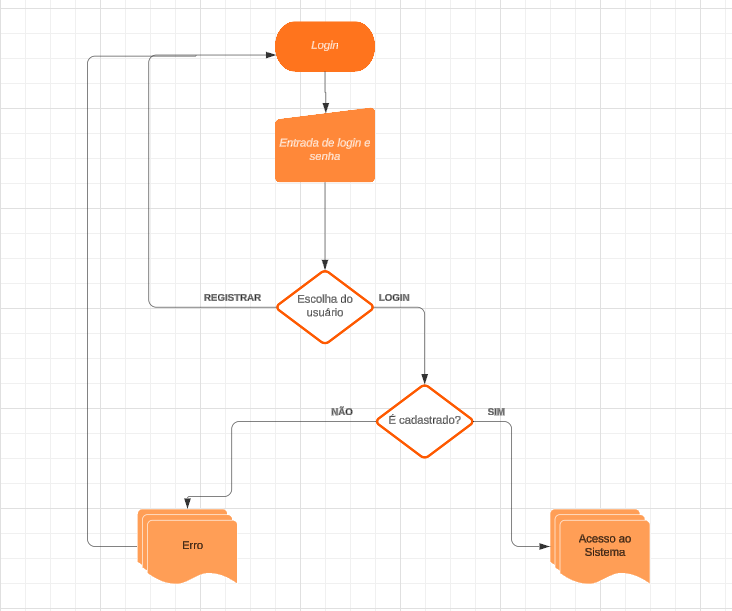 Login
Entrada de login e
senha
REGISTRAR
Escolha do
usuário
LOGIN
NÃO
É cadastrado?
SIM
Erro
Acesso ao
Sistema